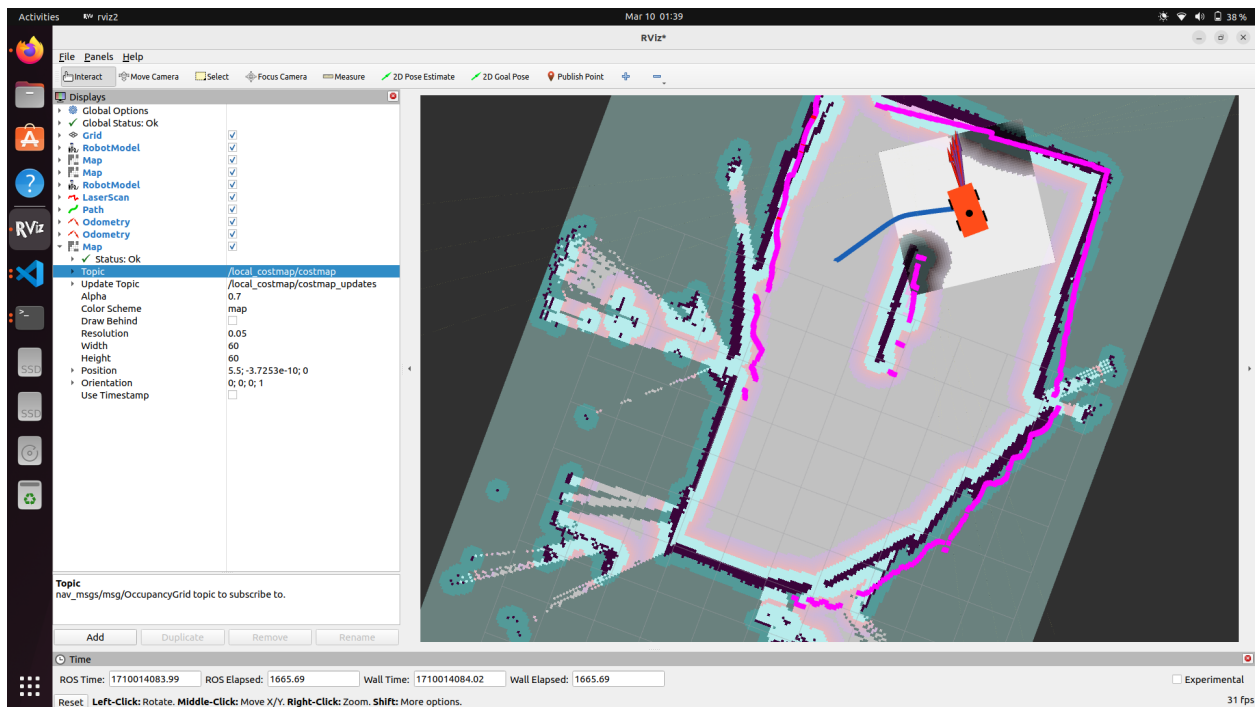 Activities rviz2 Mar 10 01:39 38 %
RViz*
File Panels Help
Interact Move Camera Select Focus Camera Measure 2D Pose Estimate 2D Goal Pose Publish Point
Displays
Global Options
Global Status: Ok
Grid
RobotModel
Map
Map
RobotModel
LaserScan
Path
Odometry
Odometry
Map
Status: Ok
Topic /local_costmap/costmap
Update Topic /local_costmap/costmap_updates
Alpha 0.7
Color Scheme map
Draw Behind
Resolution 0.05
Width 60
Height 60
Position 5.5; -3.7253e-10; 0
Orientation 0; 0; 0; 1
Use Timestamp
RViz
SSD
SSD
Topic
nav_msgs/msg/OccupancyGrid topic to subscribe to.
Add Duplicate Remove Rename
Time
ROS Time: 1710014083.99 ROS Elapsed: 1665.69 Wall Time: 1710014084.02 Wall Elapsed: 1665.69 Experimental
Reset Left-Click: Rotate. Middle-Click: Move X/Y. Right-Click: Zoom. Shift: More options. 31 fps